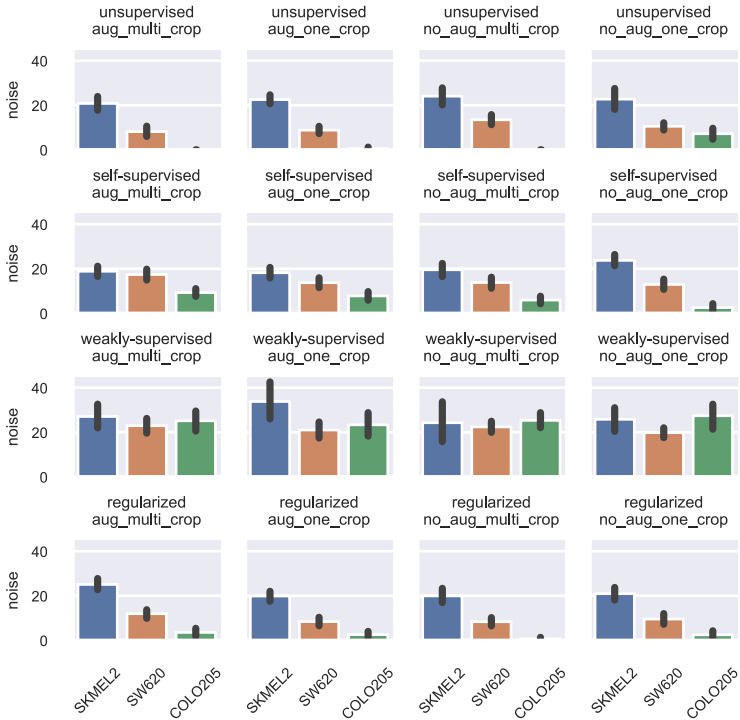 unsupervised unsupervised unsupervised unsupervised
aug_multi_crop aug_one_crop no_aug_multi_crop no_aug_one_crop
40
20
0
noise
self-supervised self-supervised self-supervised self-supervised
aug_multi_crop aug_one_crop no_aug_multi_crop no_aug_one_crop
40
20
0
noise
weakly-supervised weakly-supervised weakly-supervised weakly-supervised
aug_multi_crop aug_one_crop no_aug_multi_crop no_aug_one_crop
40
20
0
noise
regularized regularized regularized regularized
aug_multi_crop aug_one_crop no_aug_multi_crop no_aug_one_crop
40
20
0
noise
SKMEL2 SW620 COLO205 SKMEL2 SW620 COLO205 SKMEL2 SW620 COLO205 SKMEL2 SW620 COLO205